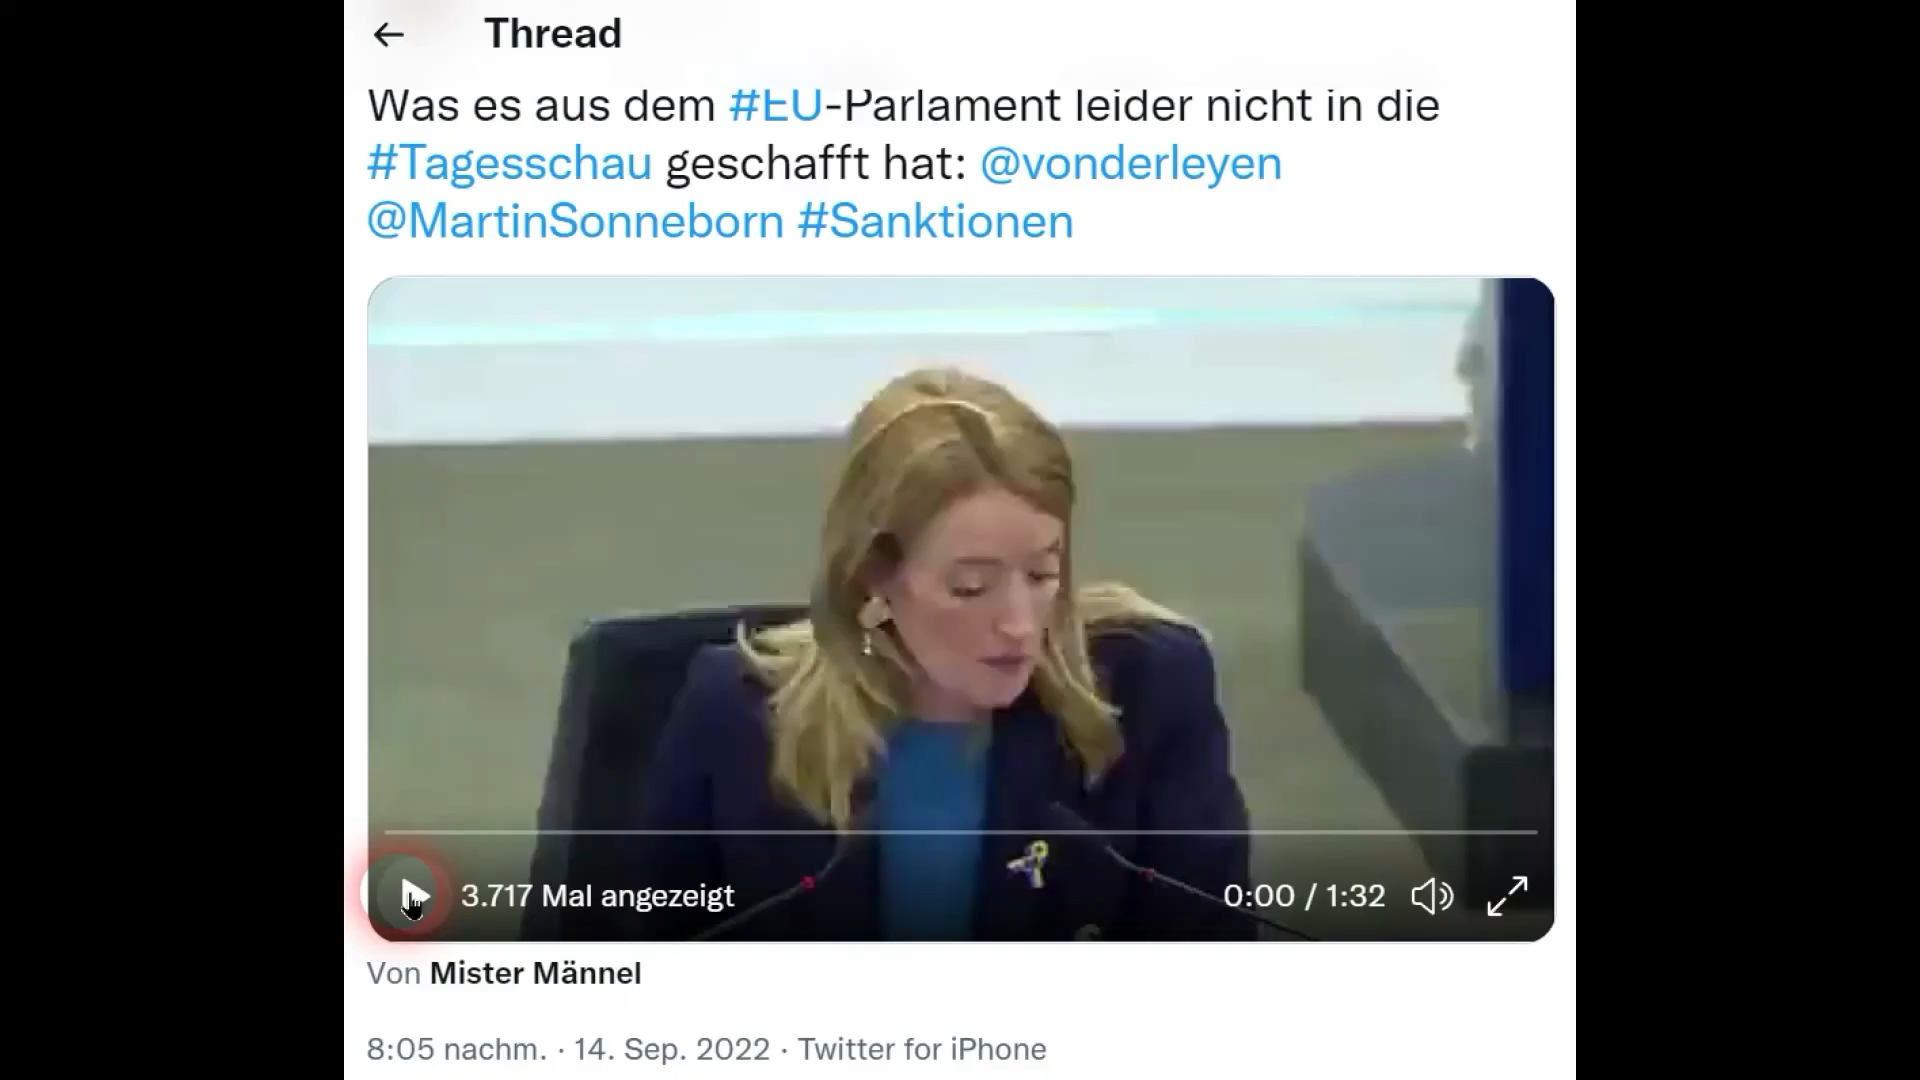 Thread
Was es aus dem #EU-Parlament leider nicht in die
#Tagesschau geschafft hat: @vonderleyen
@MartinSonneborn #Sanktionen
3.717 Mal angezeigt
0:00 / 1:32
Von Mister Männel
8:05 nachm. · 14. Sep. 2022 · Twitter for iPhone